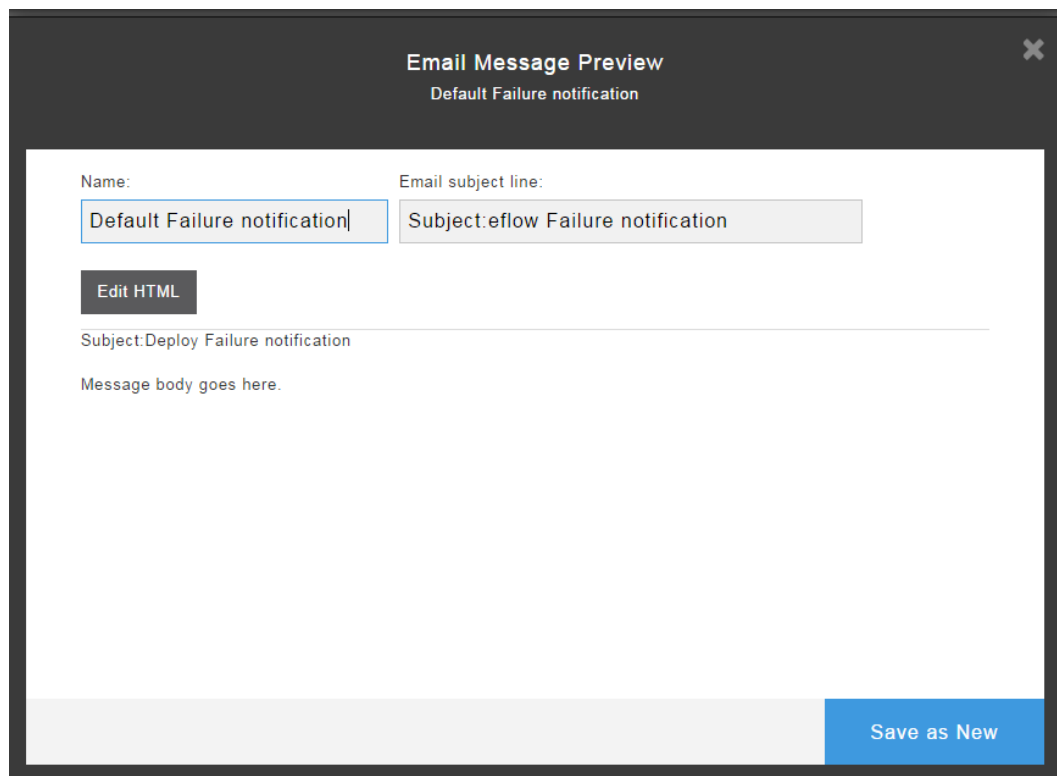 Email Message Preview
Default Failure notification
Name:
Email subject line:
Default Failure notification
Subject:eflow Failure notification
Edit HTML
Subject:Deploy Failure notification
Message body goes here.
Save as New